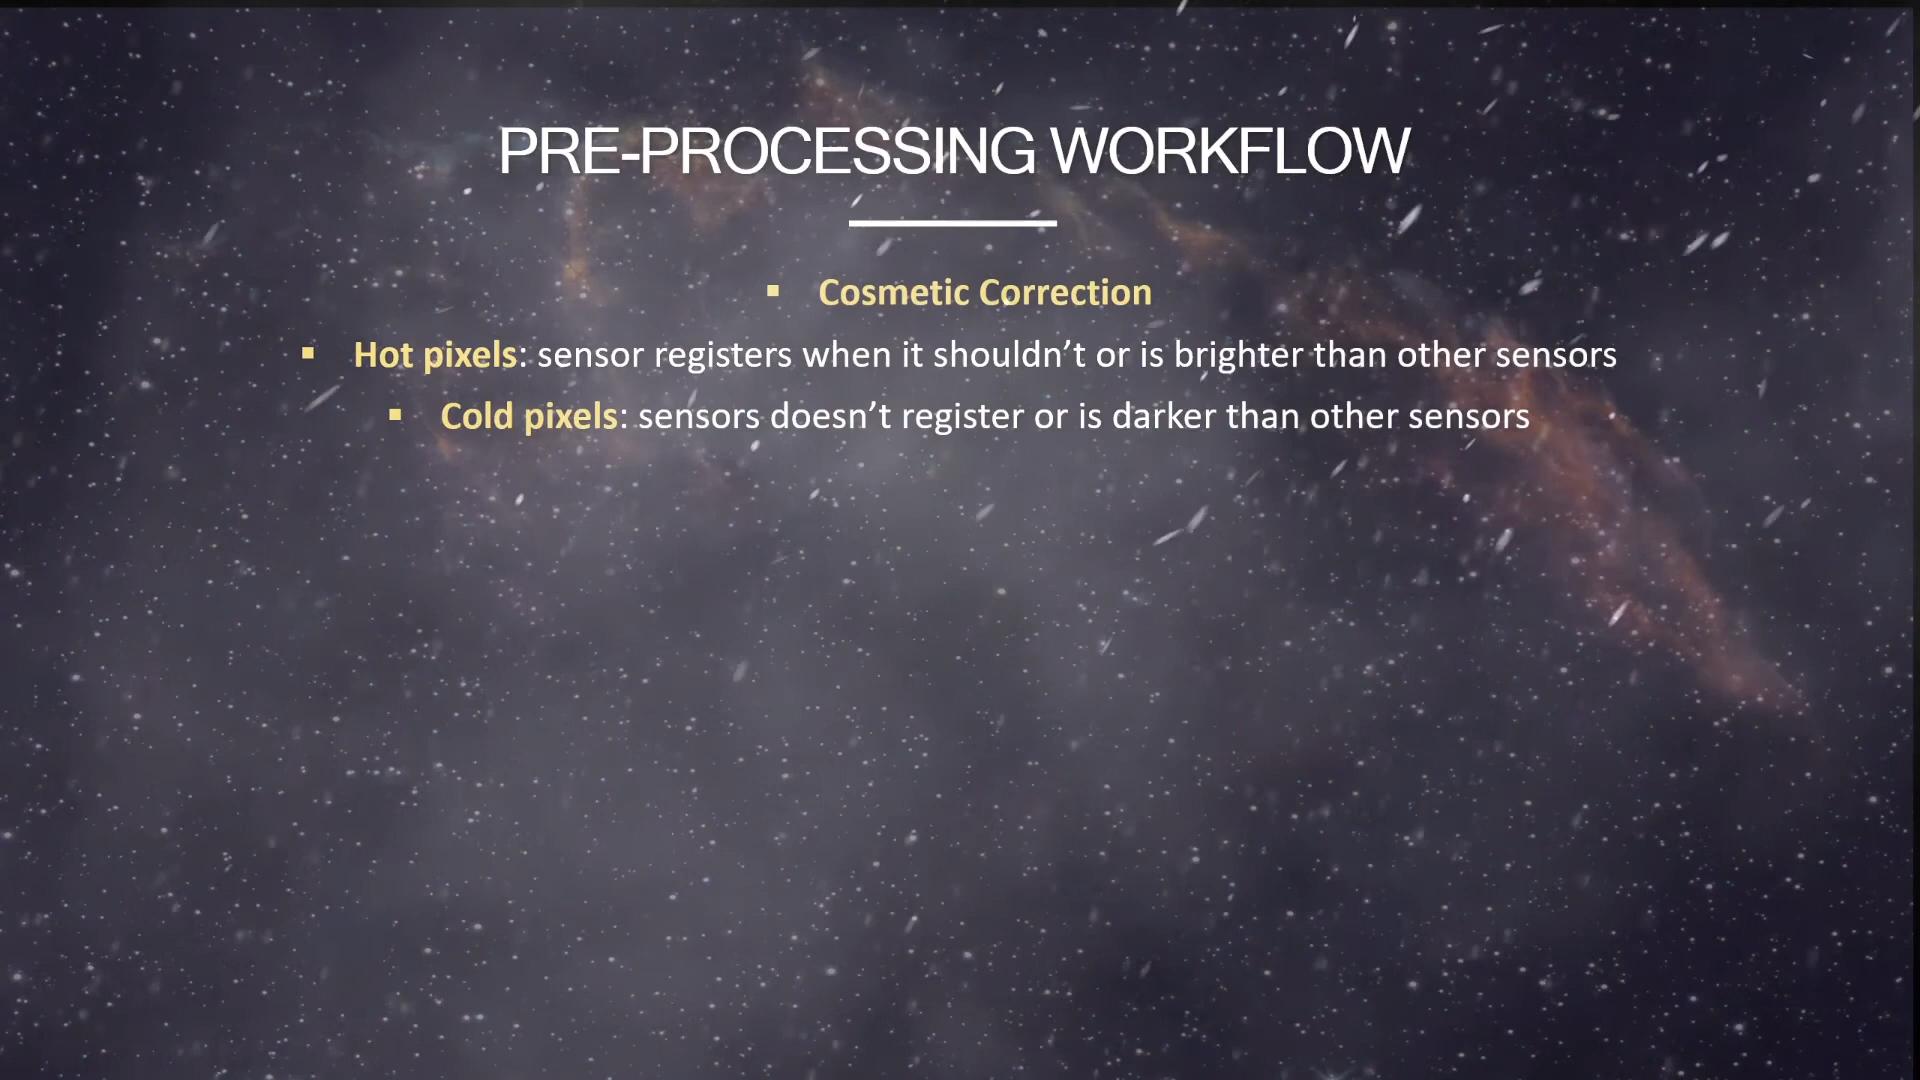 PRE-PROCESSING WORKFLOW
▪ Cosmetic Correction
▪ Hot pixels: sensor registers when it shouldn’t or is brighter than other sensors
▪ Cold pixels: sensors doesn’t register or is darker than other sensors